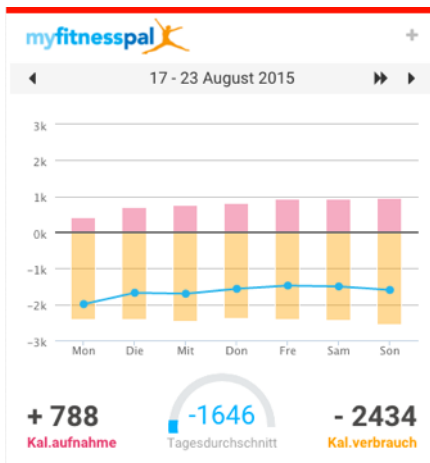 myfitnesspal
17 - 23 August 2015
3k
2k
1k
0k
-1k
-2k
-3k
Mon Die Mit Don Fre Sam Son
+ 788 -1646 - 2434
Kal.aufnahme Tagesdurchschnitt Kal.verbrauch